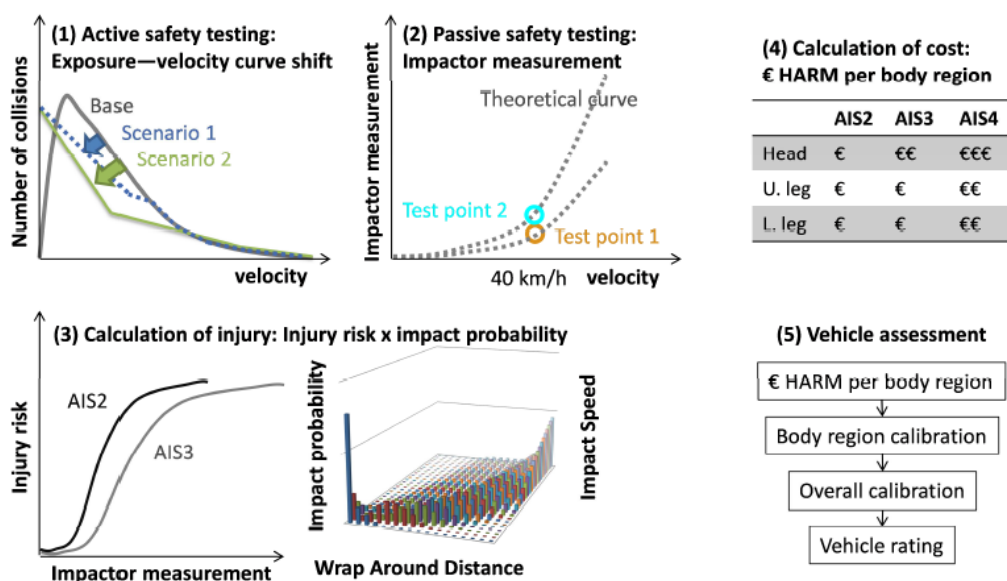 (1) Active safety testing:
Exposure—velocity curve shift
Number of collisions
Base
Scenario 1
Scenario 2
velocity
(2) Passive safety testing:
Impactor measurement
Impactor measurement
Theoretical curve
Test point 2
Test point 1
40 km/h
velocity
(4) Calculation of cost:
€ HARM per body region
AIS2 AIS3 AIS4
Head € €€ €€€
U. leg € € €€
L. leg € € €€
(3) Calculation of injury: Injury risk x impact probability
Injury risk
AIS2
AIS3
Impactor measurement
Impact probability
Impact Speed
Wrap Around Distance
(5) Vehicle assessment
€ HARM per body region
Body region calibration
Overall calibration
Vehicle rating